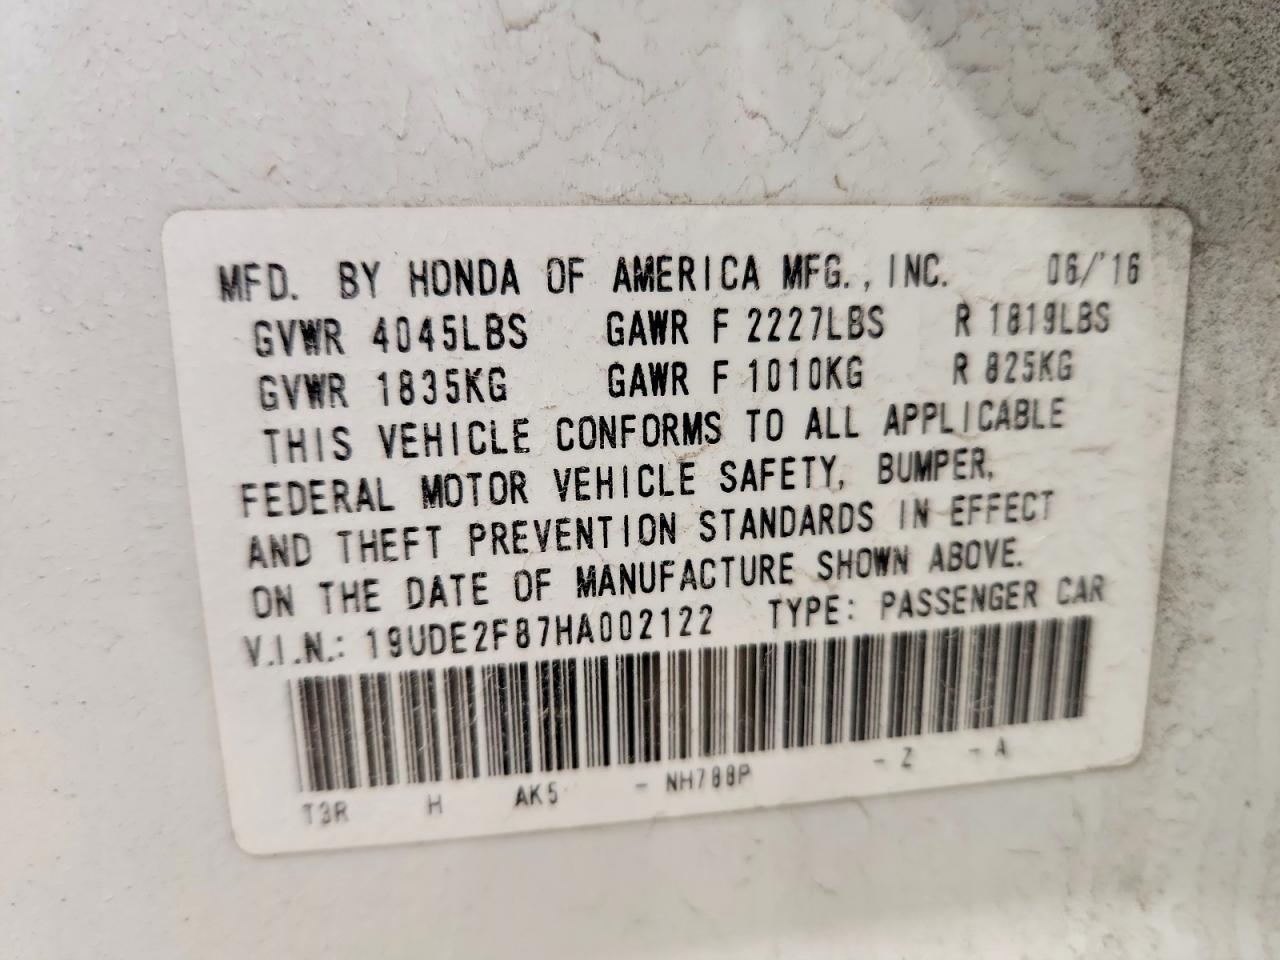 MFD. BY HONDA OF AMERICA MFG., INC. 06/'16
GVWR 4045LBS GAWR F 2227LBS R 1819LBS
GVWR 1835KG GAWR F 1010KG R 825KG
THIS VEHICLE CONFORMS TO ALL APPLICABLE
FEDERAL MOTOR VEHICLE SAFETY, BUMPER,
AND THEFT PREVENTION STANDARDS IN EFFECT
ON THE DATE OF MANUFACTURE SHOWN ABOVE.
V.I.N.: 19UDE2F87HA002122 TYPE: PASSENGER CAR
T3R H AK5 - NH788P - Z - A